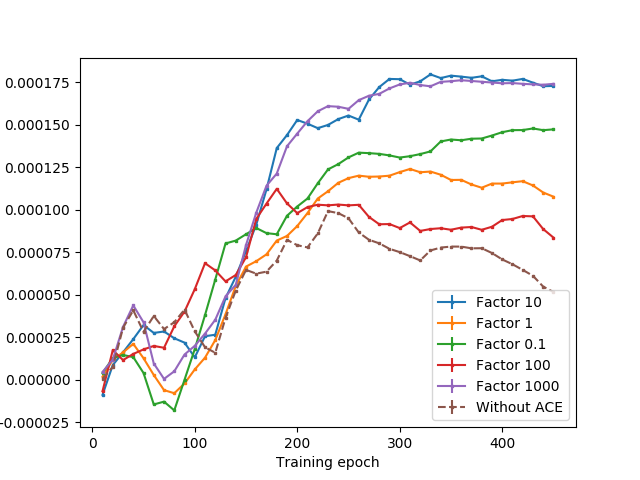 0.000175
0.000150
0.000125
0.000100
0.000075
0.000050
0.000025
0.000000
-0.000025
0
100
200
300
400
Training epoch
Factor 10
Factor 1
Factor 0.1
Factor 100
Factor 1000
Without ACE